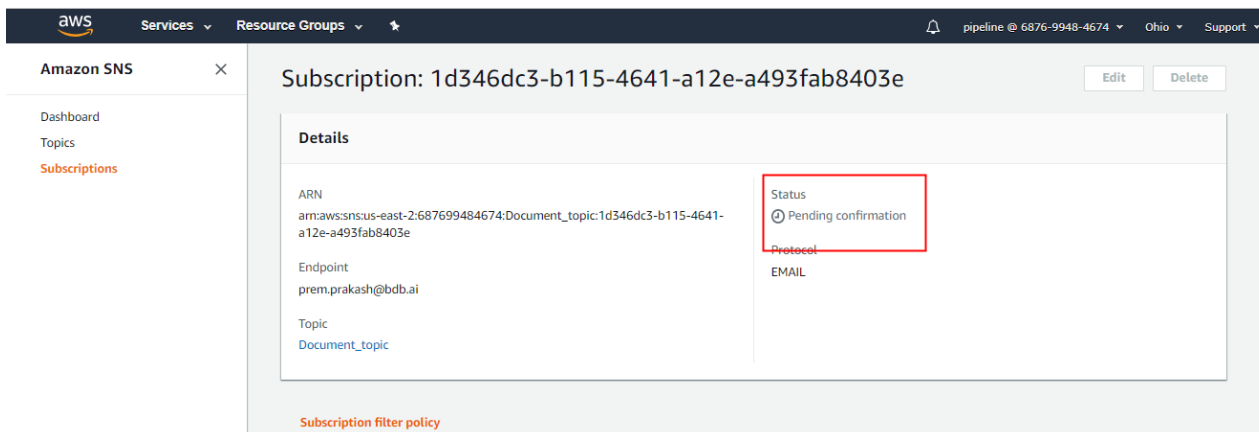 aws
Services
Resource Groups
pipeline @ 6876-9948-4674
Ohio
Support
Amazon SNS
Dashboard
Topics
Subscriptions
Subscription: 1d346dc3-b115-4641-a12e-a493fab8403e
Edit
Delete
Details
ARN
arn:aws:sns:us-east-2:687699484674:Document_topic:1d346dc3-b115-4641-
a12e-a493fab8403e
Endpoint
prem.prakash@bdb.ai
Topic
Document_topic
Status
Pending confirmation
Protocol
EMAIL
Subscription filter policy